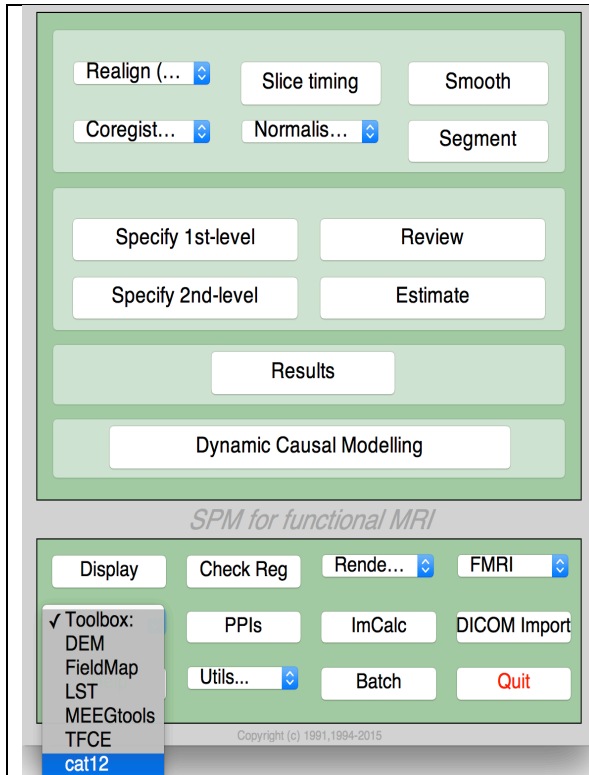 Realign (...
Slice timing
Smooth
Coregist...
Normalis...
Segment
Specify 1st-level
Review
Specify 2nd-level
Estimate
Results
Dynamic Causal Modelling
SPM for functional MRI
Display
Check Reg
Rende...
FMRI
✓ Toolbox:
PPIs
ImCalc
DICOM Import
DEM
FieldMap
LST
Utils...
Batch
Quit
MEEGtools
TFCE
cat12
Copyright (c) 1991,1994-2015